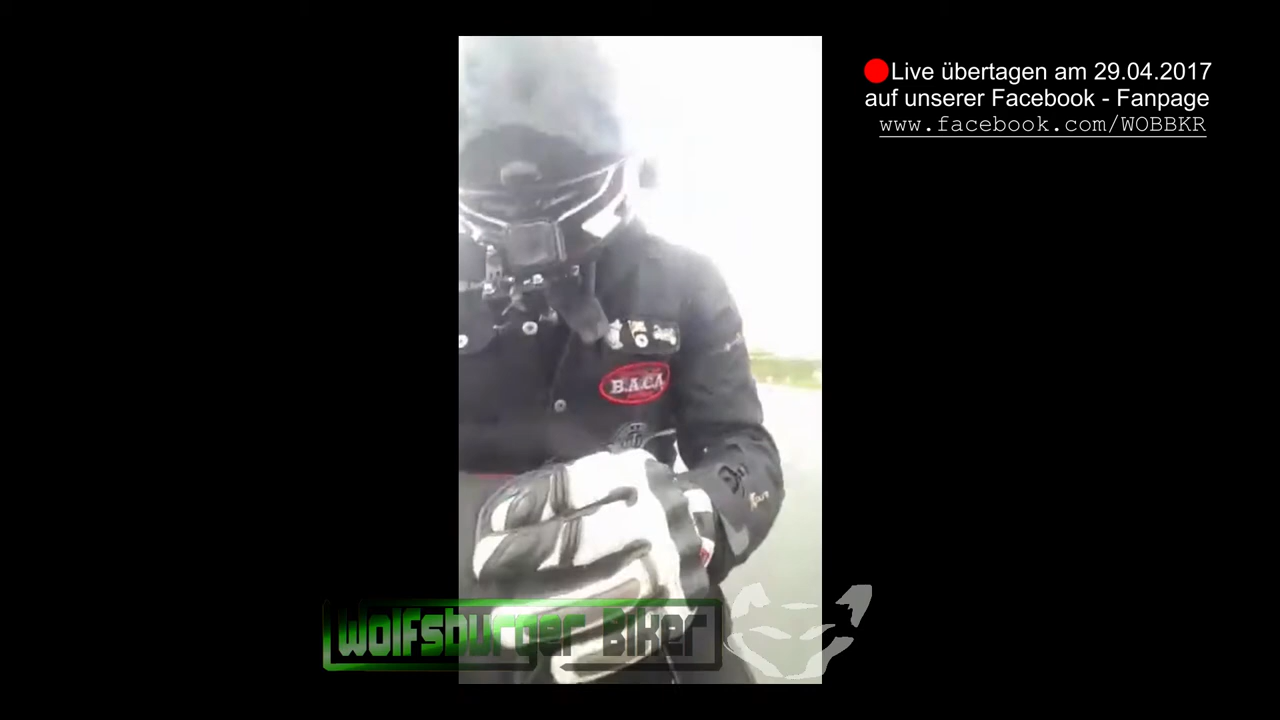 Live übertagen am 29.04.2017
auf unserer Facebook - Fanpage
www.facebook.com/WOBBKR
B.A.C.A
Wolfsburger Biker